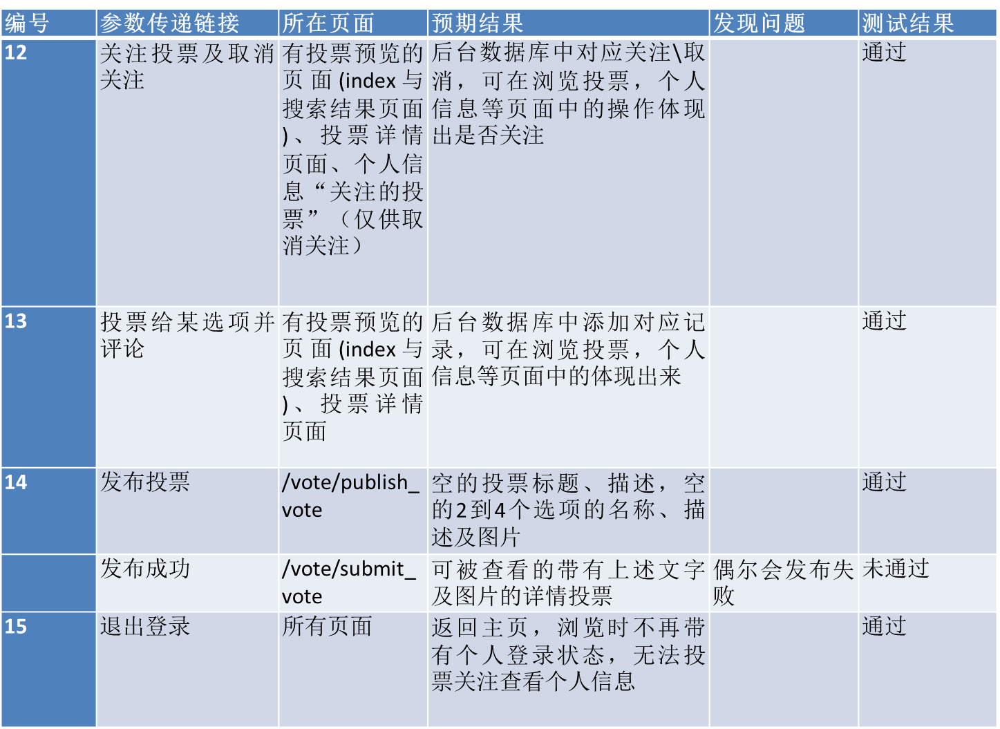 编号 参数传递链接 所在页面 预期结果 发现问题 测试结果
12
关注投票及取消
关注
有投票预览的
页面(index与
搜索结果页面
)、投票详情
页面、个人信
息“关注的投
票”（仅供取
消关注）
后台数据库中对应关注\取
消，可在浏览投票，个人
信息等页面中的操作体现
出是否关注
通过
13
投票给某选项并
评论
有投票预览的
页面(index与
搜索结果页面
)、投票详情
页面
后台数据库中添加对应记
录，可在浏览投票，个人
信息等页面中的体现出来
通过
14
发布投票
/vote/publish_
vote
空的投票标题、描述，空
的2到4个选项的名称、描
述及图片
通过
发布成功
/vote/submit_
vote
可被查看的带有上述文字
及图片的详情投票
偶尔会发布失
败
未通过
15
退出登录
所有页面
返回主页，浏览时不再带
有个人登录状态，无法投
票关注查看个人信息
通过